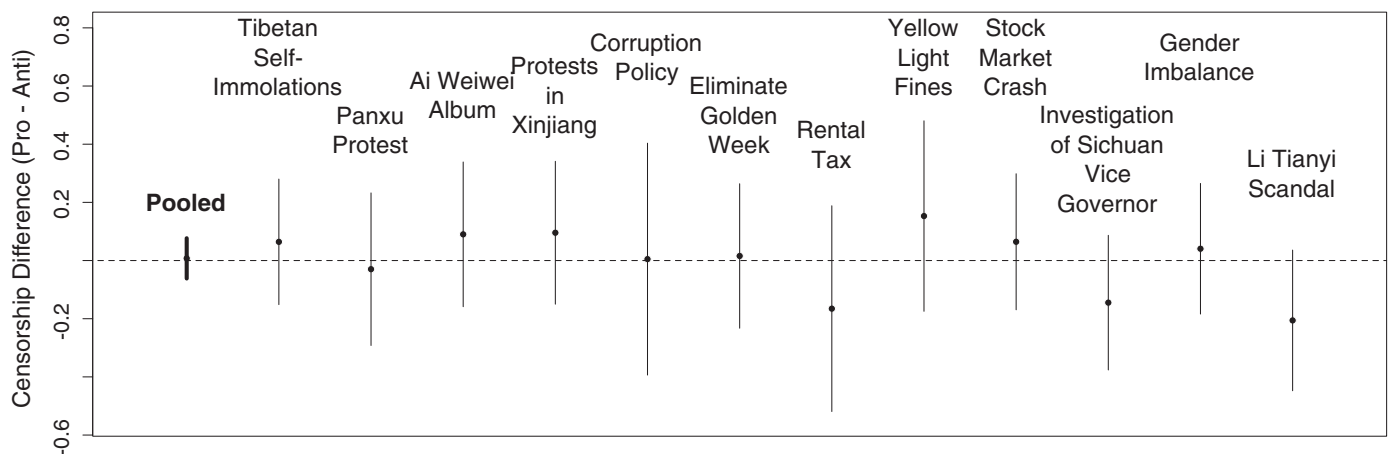 Censorship Difference (Pro - Anti)
0.8
0.6
0.4
0.2
-0.2
-0.6
Pooled
Tibetan
Self-
Immolations
Panxu
Protest
Ai Weiwei
Album
Protests
in
Xinjiang
Corruption
Policy
Eliminate
Golden
Week
Rental
Tax
Yellow
Light
Fines
Stock
Market
Crash
Investigation
of Sichuan
Vice
Governor
Gender
Imbalance
Li Tianyi
Scandal